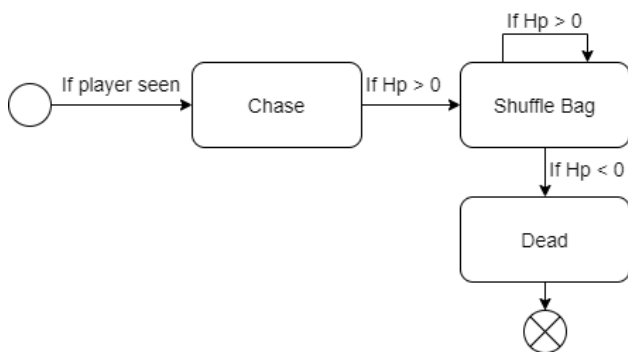 If Hp > 0
If player seen
Chase
If Hp > 0
Shuffle Bag
If Hp < 0
Dead